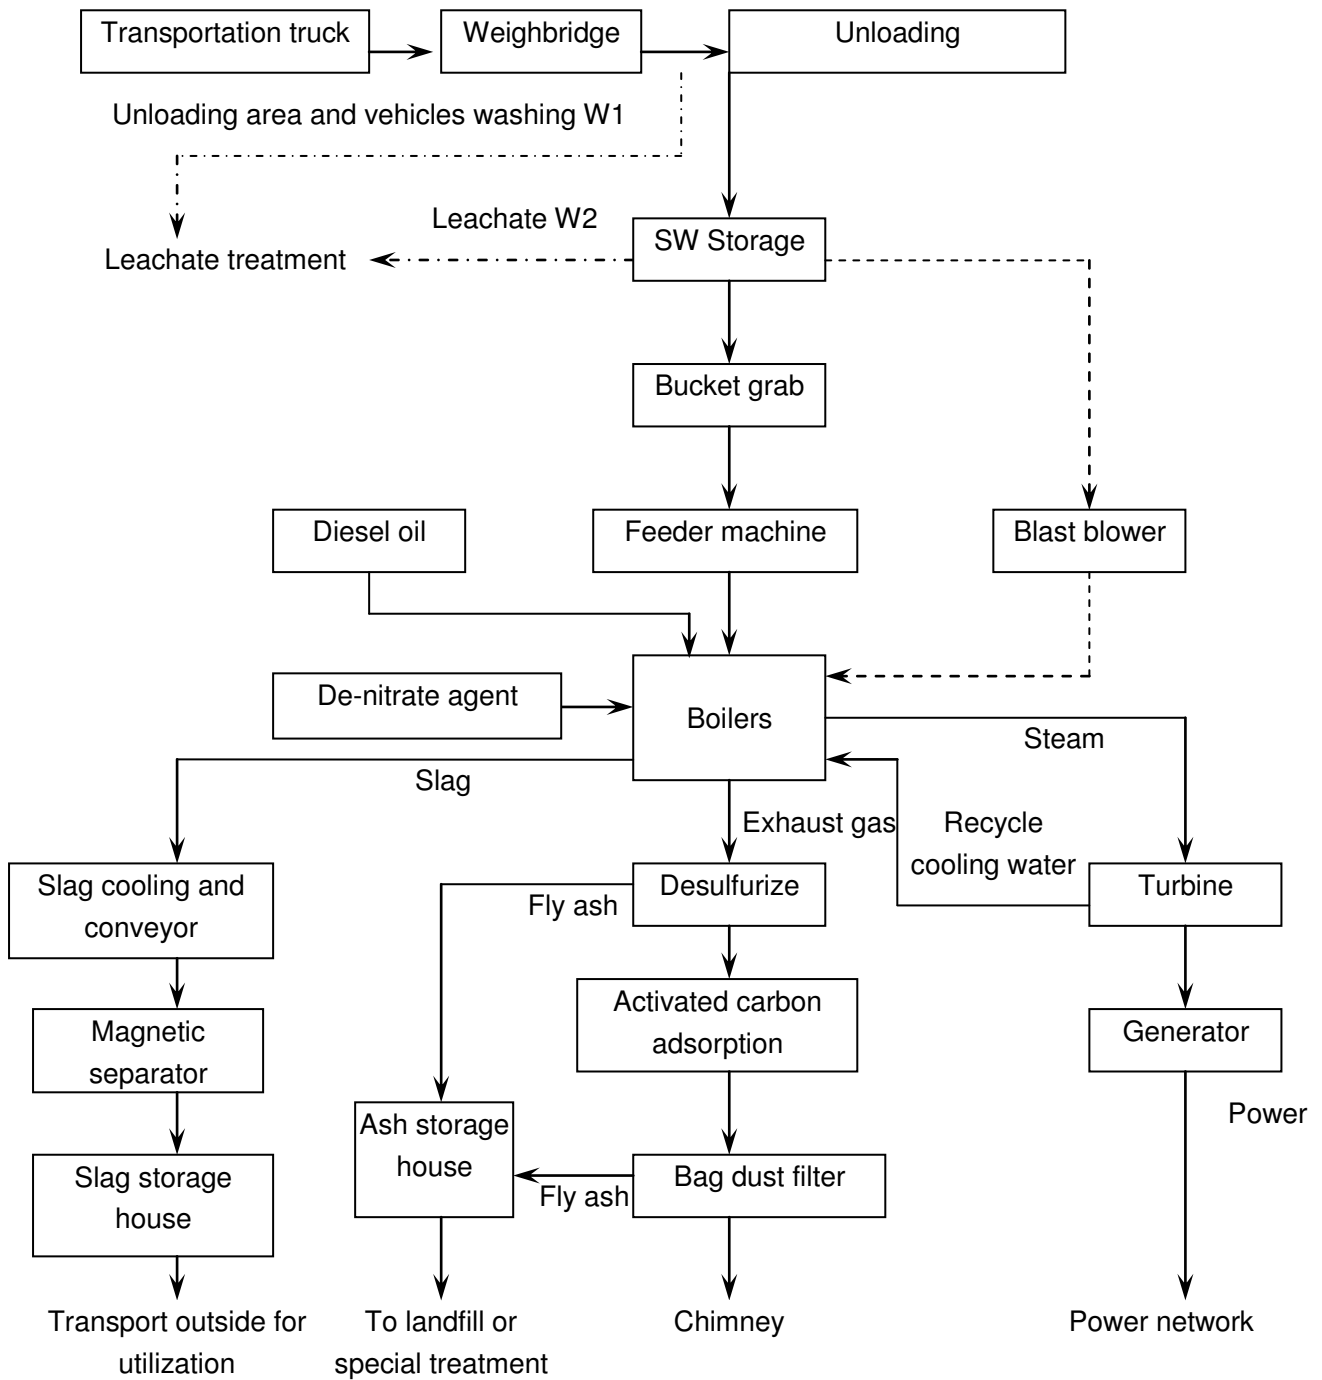 Transportation truck
Weighbridge
Unloading
Unloading area and vehicles washing W1
Leachate W2
SW Storage
Leachate treatment
Bucket grab
Diesel oil
Feeder machine
Blast blower
De-nitrate agent
Boilers
Steam
Slag
Exhaust gas
Recycle
cooling water
Slag cooling and
conveyor
Desulfurize
Turbine
Fly ash
Activated carbon
adsorption
Magnetic
separator
Generator
Ash storage
house
Power
Slag storage
house
Fly ash
Bag dust filter
Transport outside for
utilization
To landfill or
special treatment
Chimney
Power network